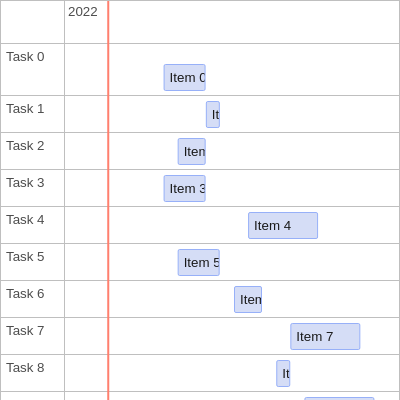 2022
Task 0
Item 0
Task 1
It
Task 2
Item
Task 3
Item 3
Task 4
Item 4
Task 5
Item 5
Task 6
Item
Task 7
Item 7
Task 8
It